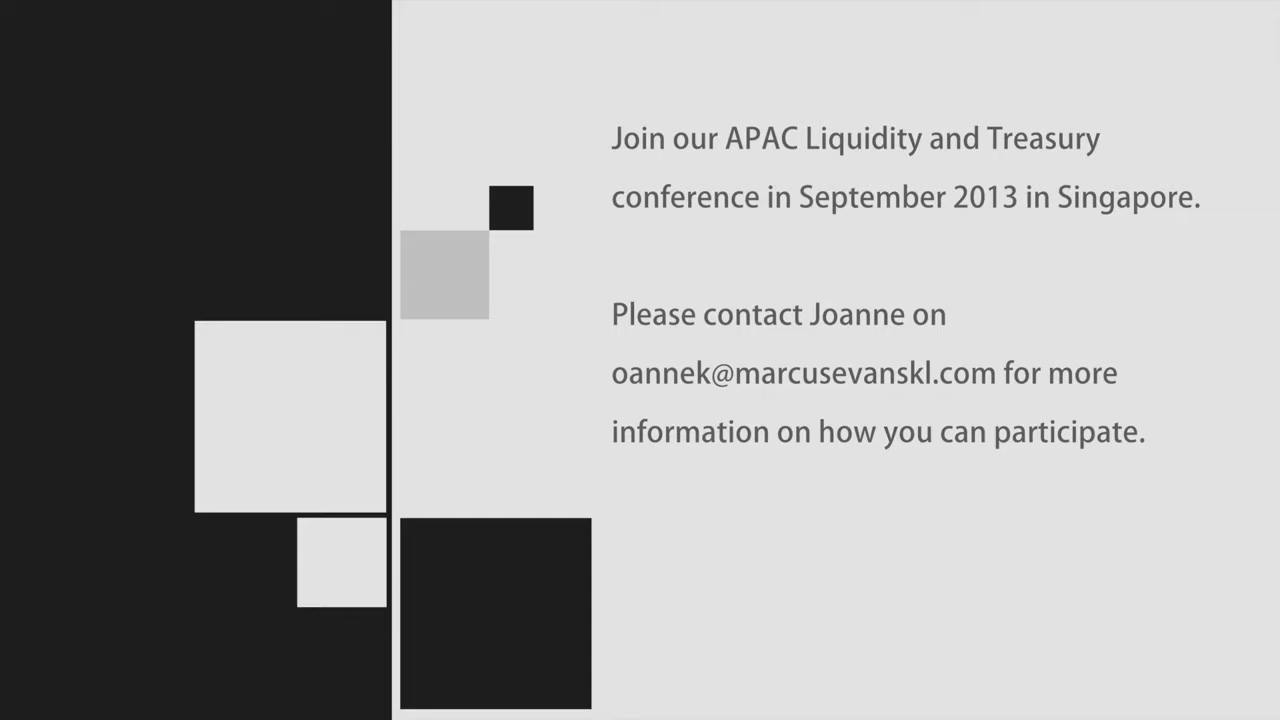 Join our APAC Liquidity and Treasury
conference in September 2013 in Singapore.
Please contact Joanne on
oannek@marcusevanskl.com for more
information on how you can participate.